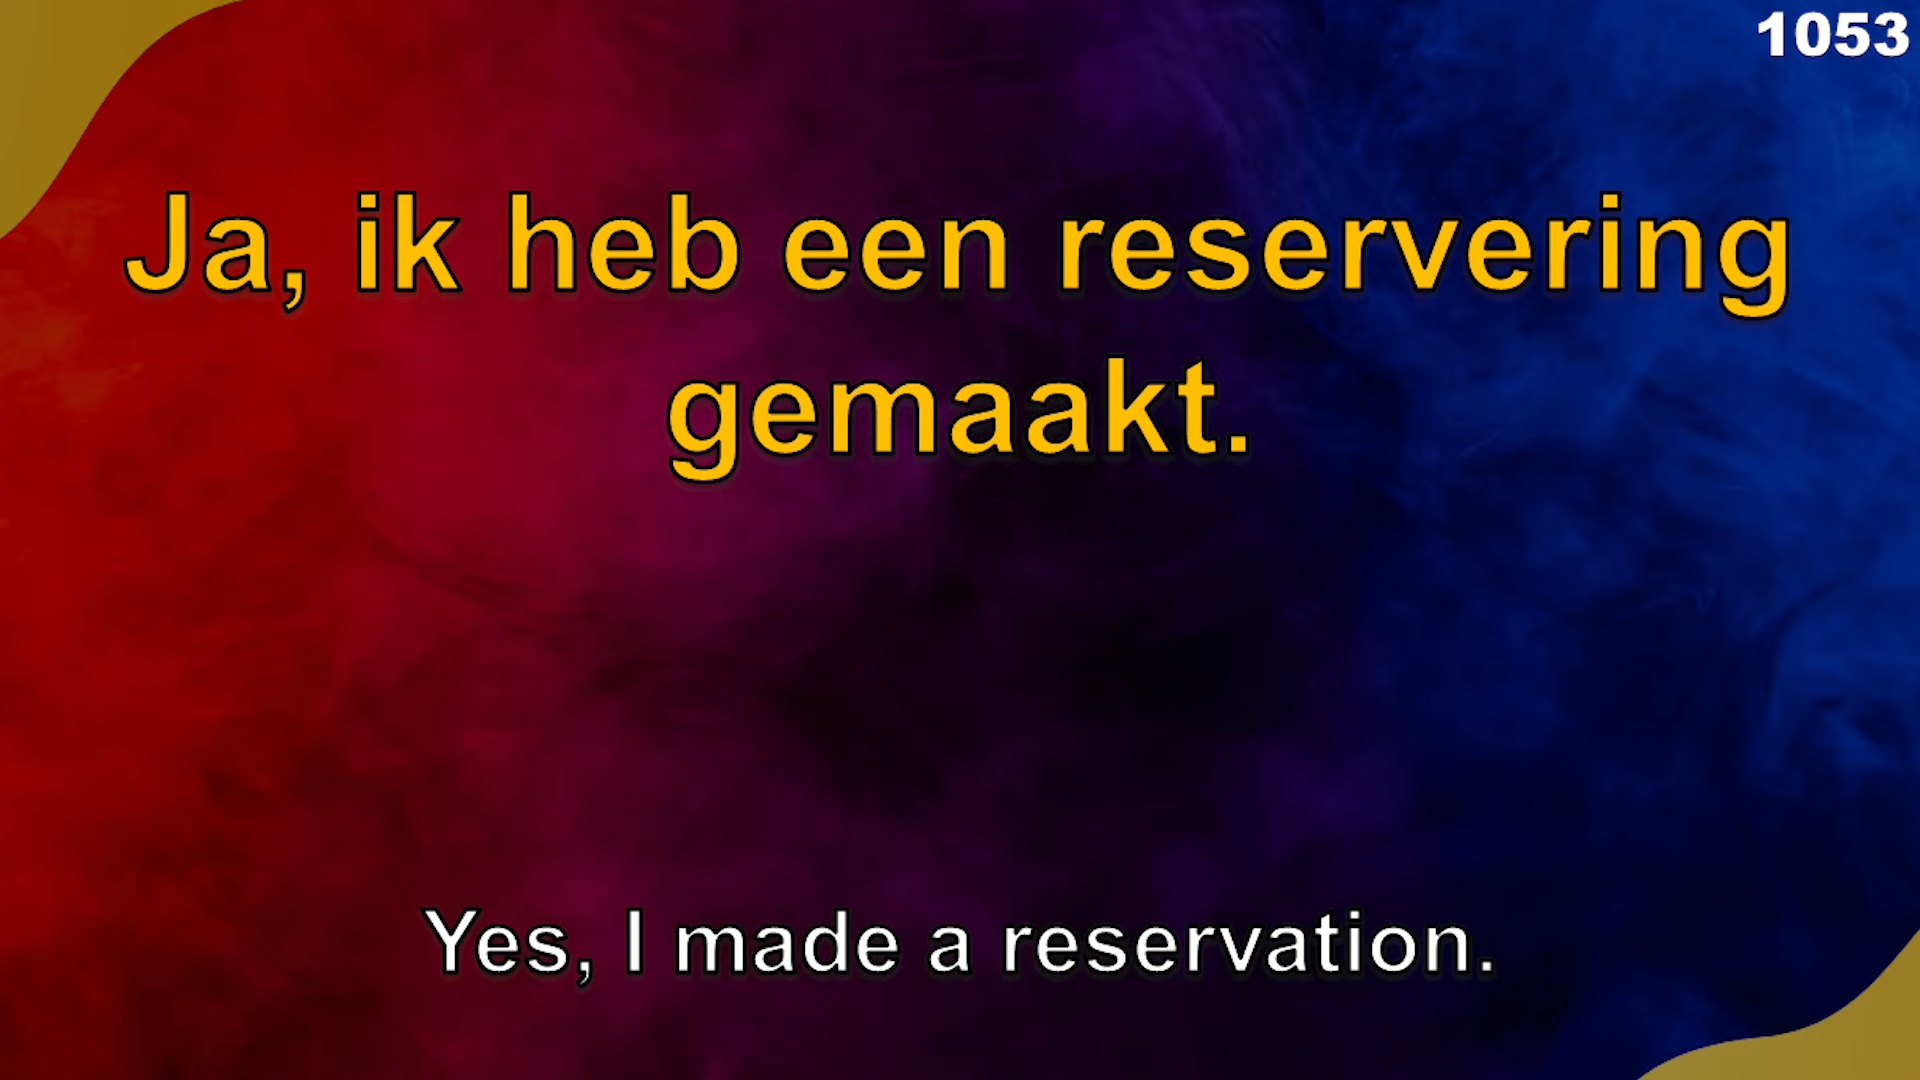 1053
Ja, ik heb een reservering
gemaakt.
Yes, I made a reservation.